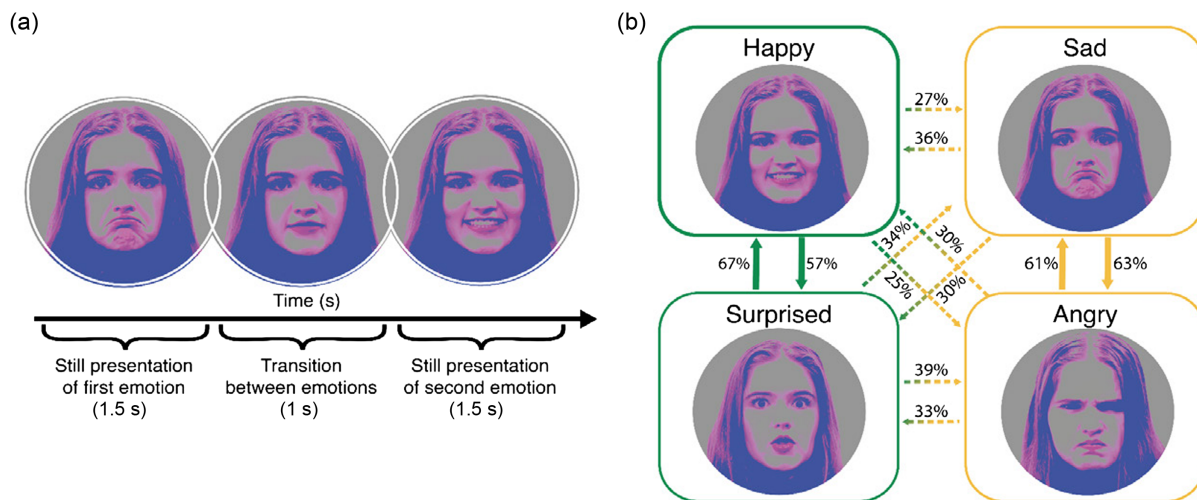 (a)
Time (s)
Still presentation
of first emotion
(1.5 s)
Transition
between emotions
(1 s)
Still presentation
of second emotion
(1.5 s)
(b)
Happy
Sad
27%
36%
34%
30%
67%
57%
25%
30%
61%
63%
Surprised
Angry
39%
33%